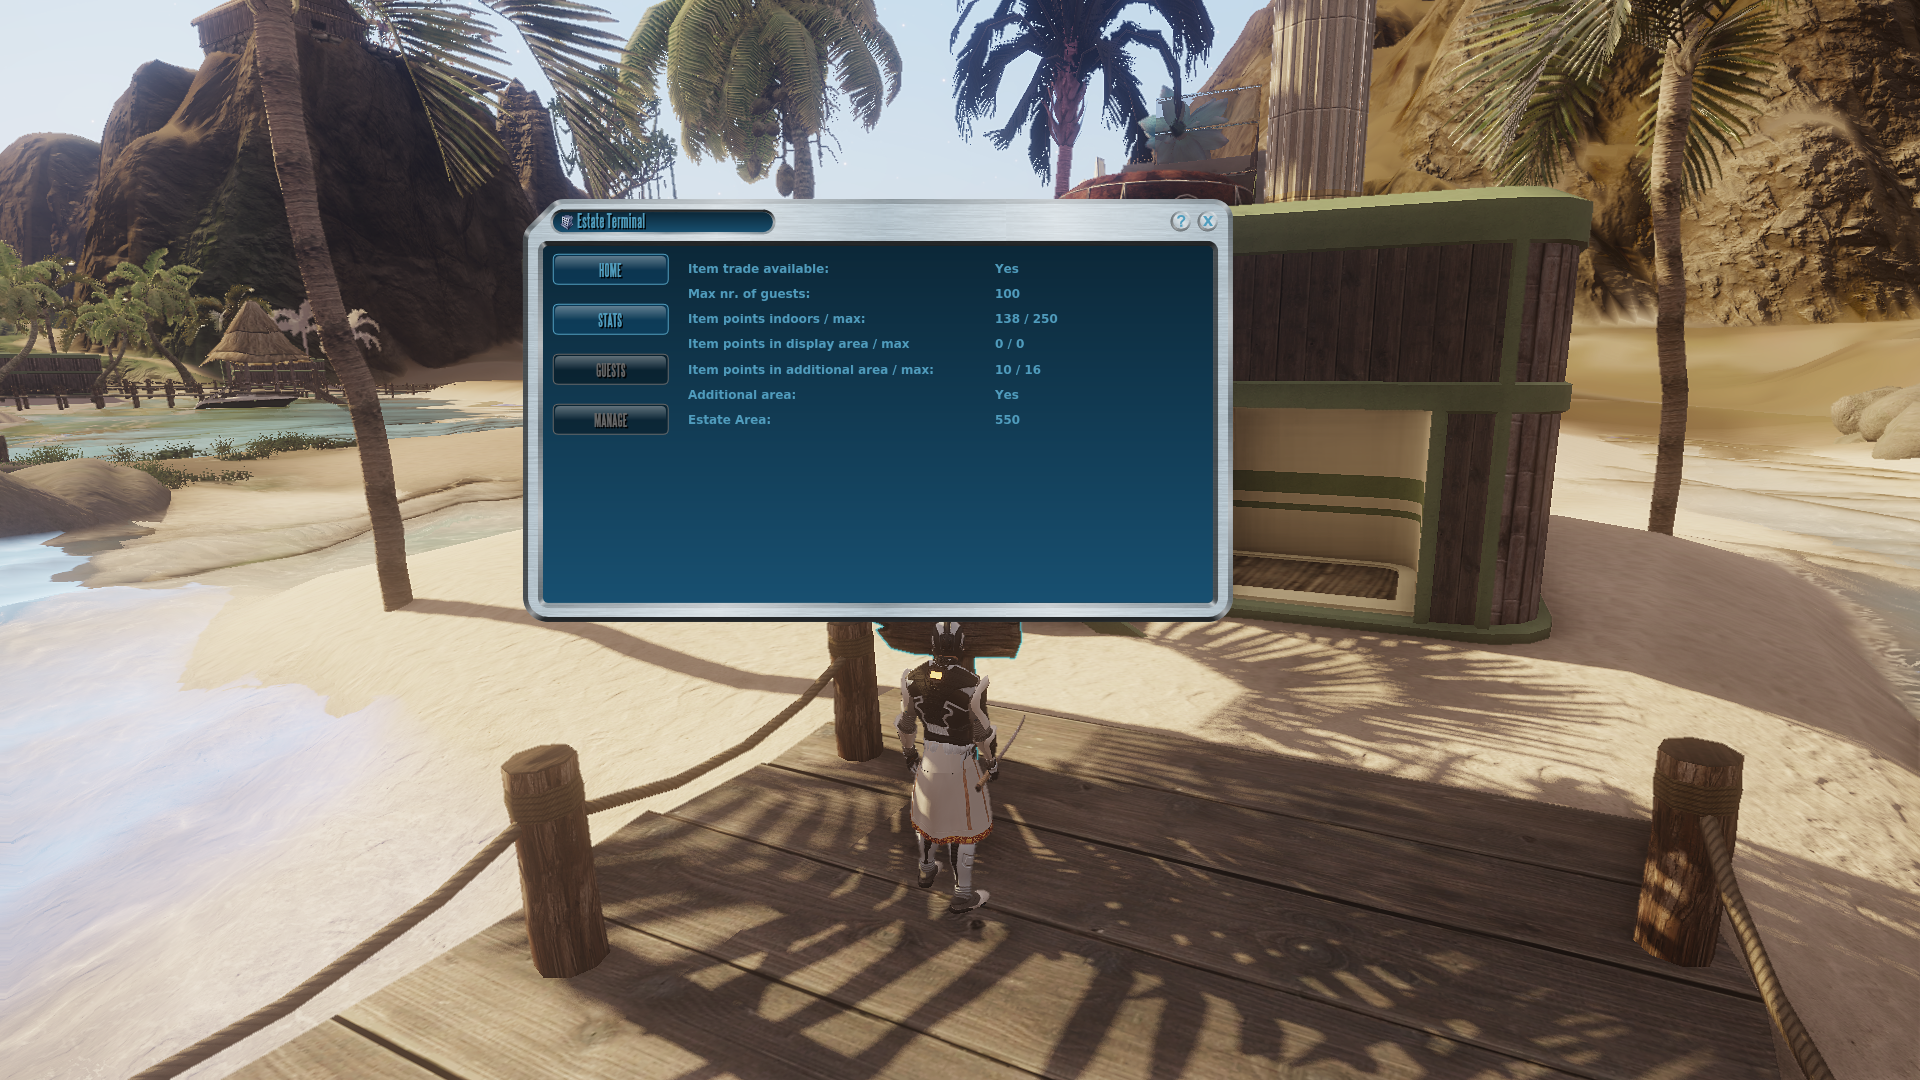 Estate Terminal
?
X
HOME
STATS
GUESTS
MANAGE
Item trade available: Yes
Max nr. of guests: 100
Item points indoors / max: 138 / 250
Item points in display area / max 0 / 0
Item points in additional area / max: 10 / 16
Additional area: Yes
Estate Area: 550